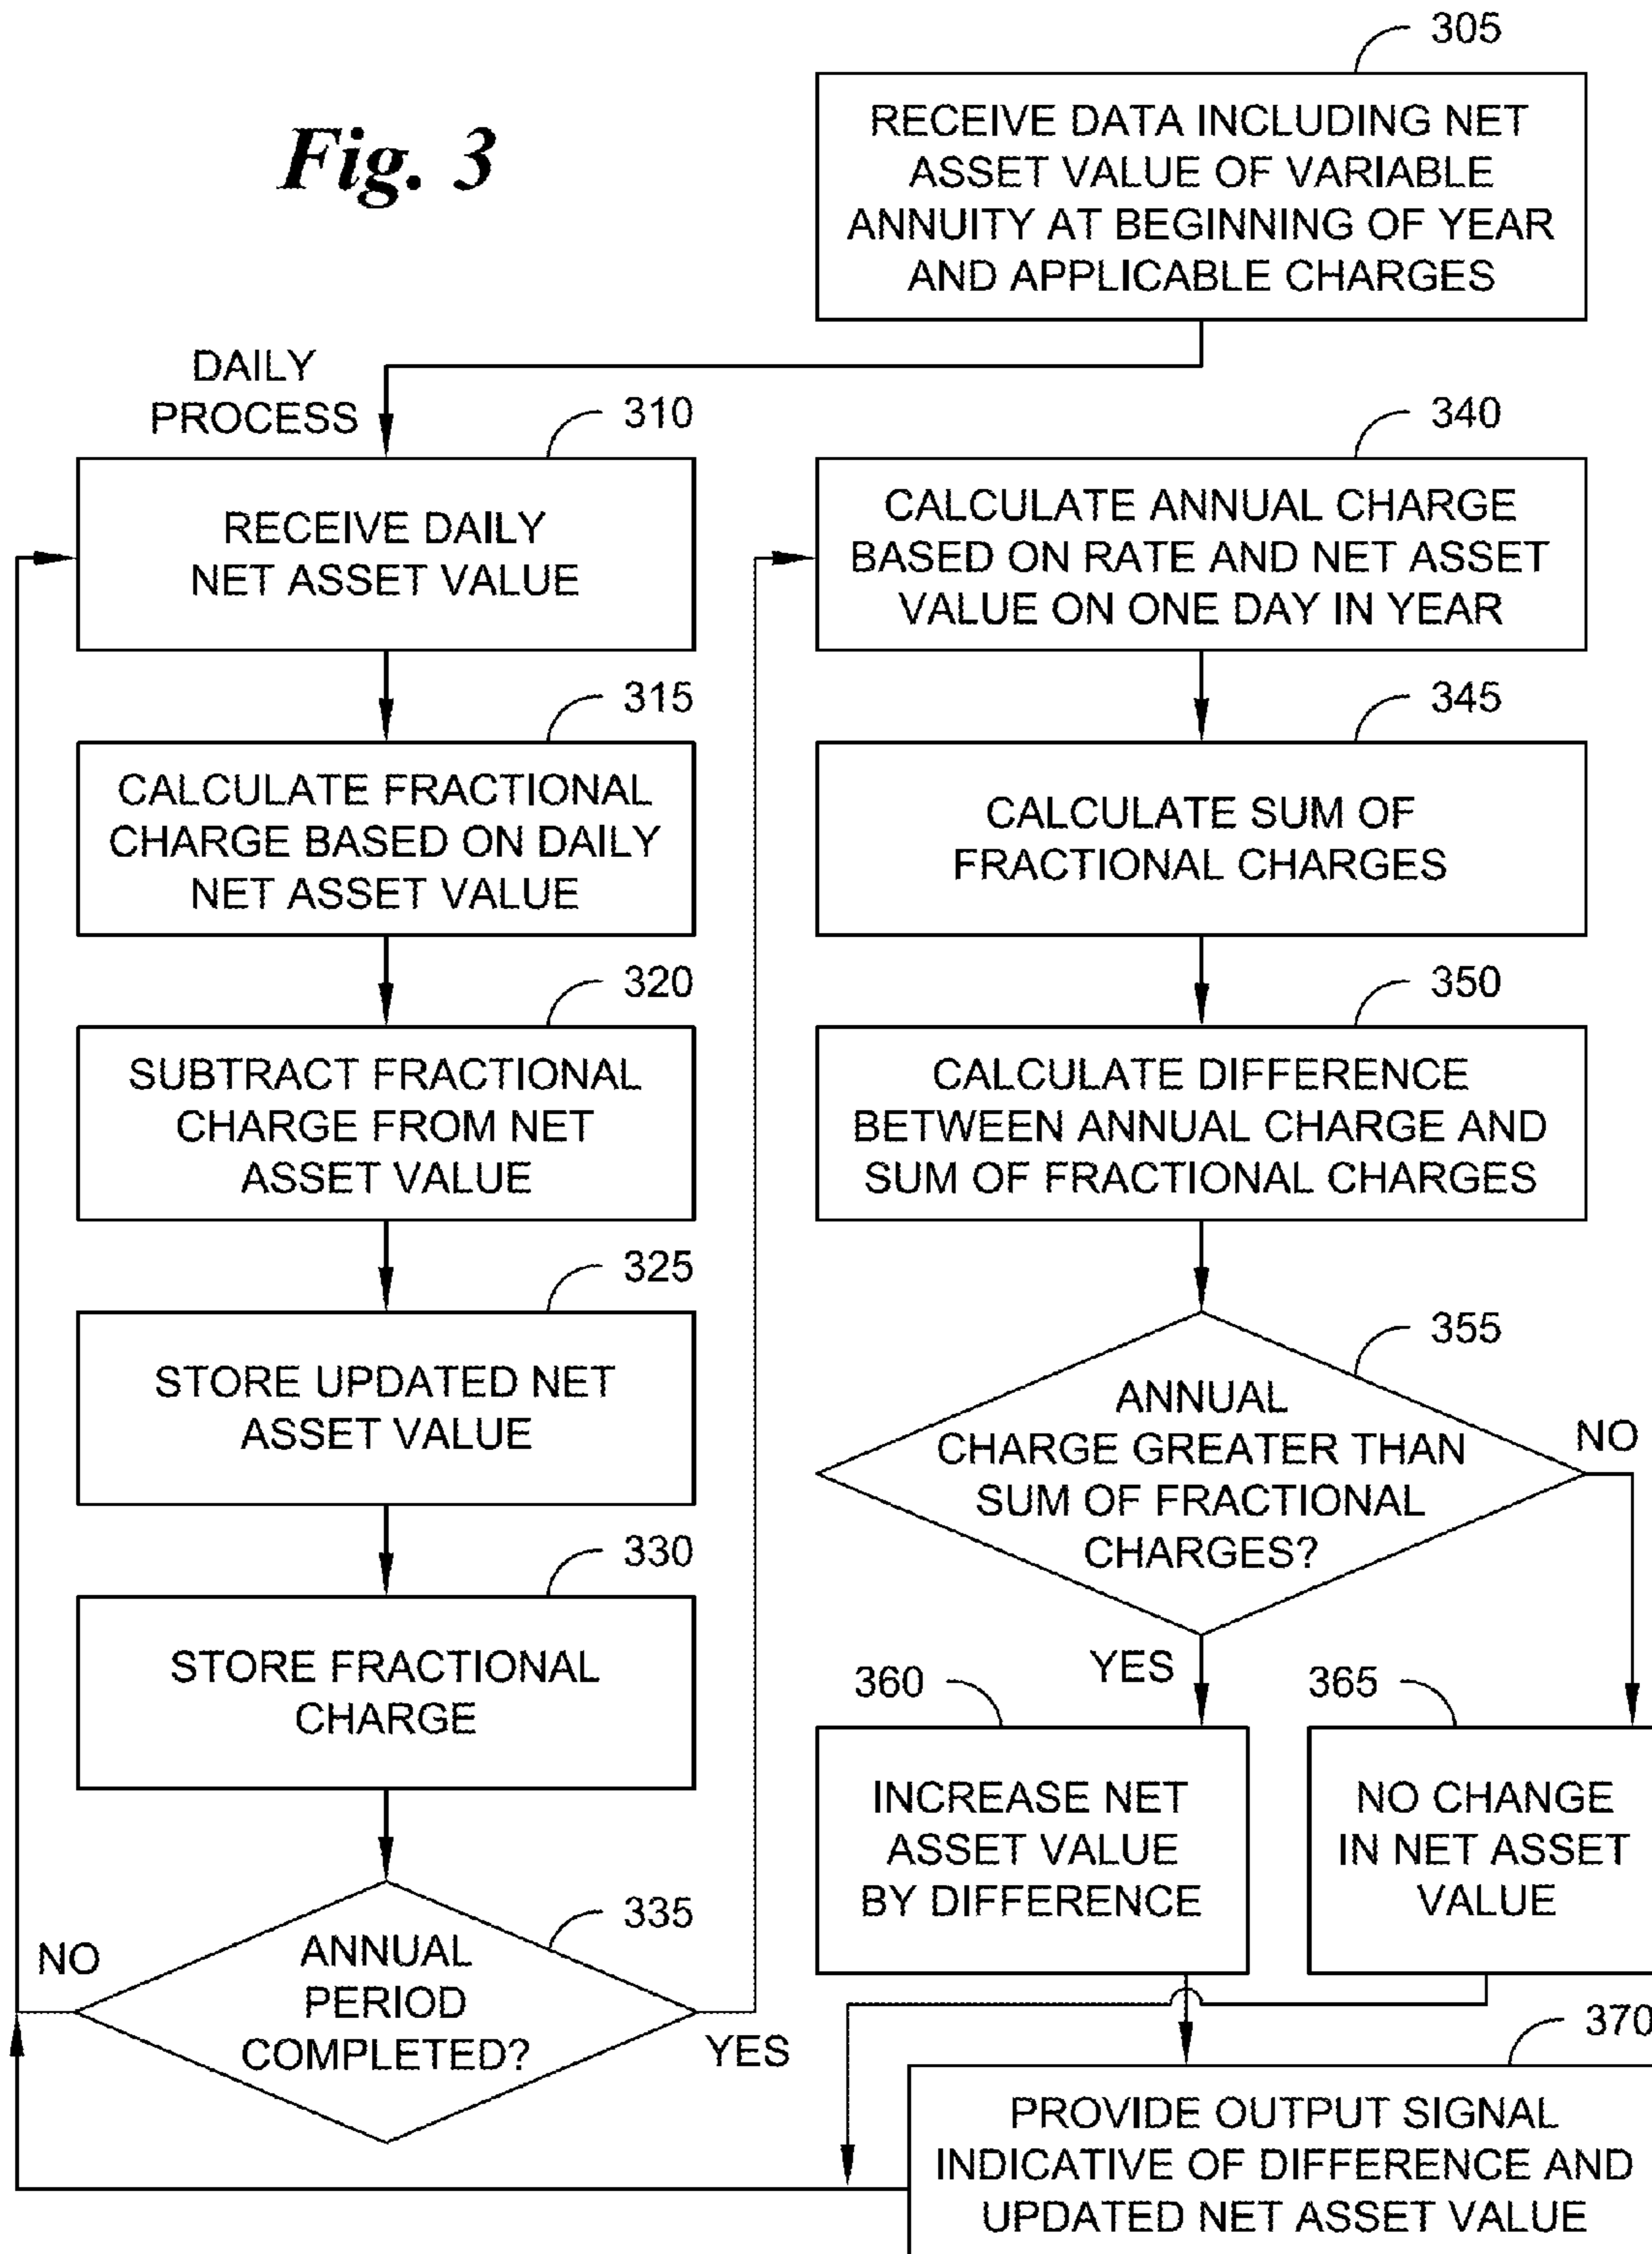 Fig. 3
305
RECEIVE DATA INCLUDING NET
ASSET VALUE OF VARIABLE
ANNUITY AT BEGINNING OF YEAR
AND APPLICABLE CHARGES
DAILY
PROCESS
310
RECEIVE DAILY
NET ASSET VALUE
315
CALCULATE FRACTIONAL
CHARGE BASED ON DAILY
NET ASSET VALUE
320
SUBTRACT FRACTIONAL
CHARGE FROM NET
ASSET VALUE
325
STORE UPDATED NET
ASSET VALUE
330
STORE FRACTIONAL
CHARGE
335
ANNUAL
PERIOD
COMPLETED?
NO
YES
340
CALCULATE ANNUAL CHARGE
BASED ON RATE AND NET ASSET
VALUE ON ONE DAY IN YEAR
345
CALCULATE SUM OF
FRACTIONAL CHARGES
350
CALCULATE DIFFERENCE
BETWEEN ANNUAL CHARGE AND
SUM OF FRACTIONAL CHARGES
355
ANNUAL
CHARGE GREATER THAN
SUM OF FRACTIONAL
CHARGES?
NO
YES
360
INCREASE NET
ASSET VALUE
BY DIFFERENCE
365
NO CHANGE
IN NET ASSET
VALUE
370
PROVIDE OUTPUT SIGNAL
INDICATIVE OF DIFFERENCE AND
UPDATED NET ASSET VALUE